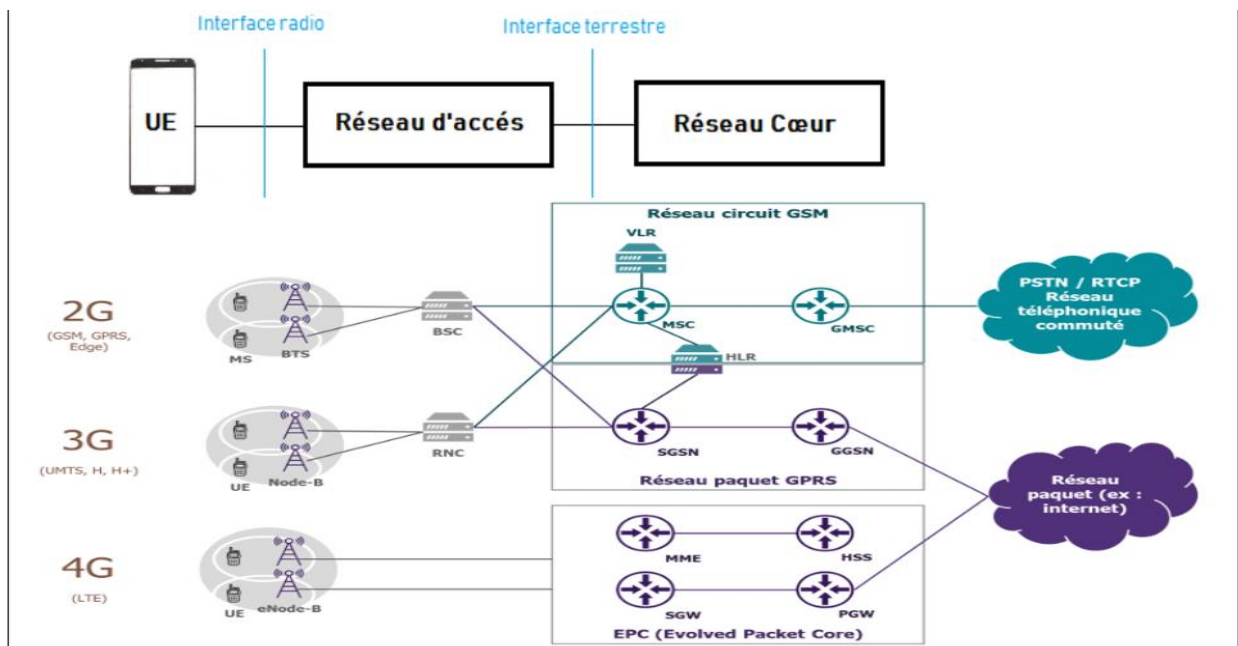 Interface radio
Interface terrestre
UE
Réseau d'accés
Réseau Cœur
Réseau circuit GSM
VLR
MSC
GMSC
HLR
PSTN / RTCP
Réseau
téléphonique
commuté
2G
(GSM, GPRS,
Edge)
MS
BTS
BSC
3G
(UMTS, H, H+)
UE
Node-B
RNC
SGSN
GGSN
Réseau paquet GPRS
Réseau
paquet (ex :
internet)
4G
(LTE)
UE
eNode-B
MME
HSS
SGW
PGW
EPC (Evolved Packet Core)